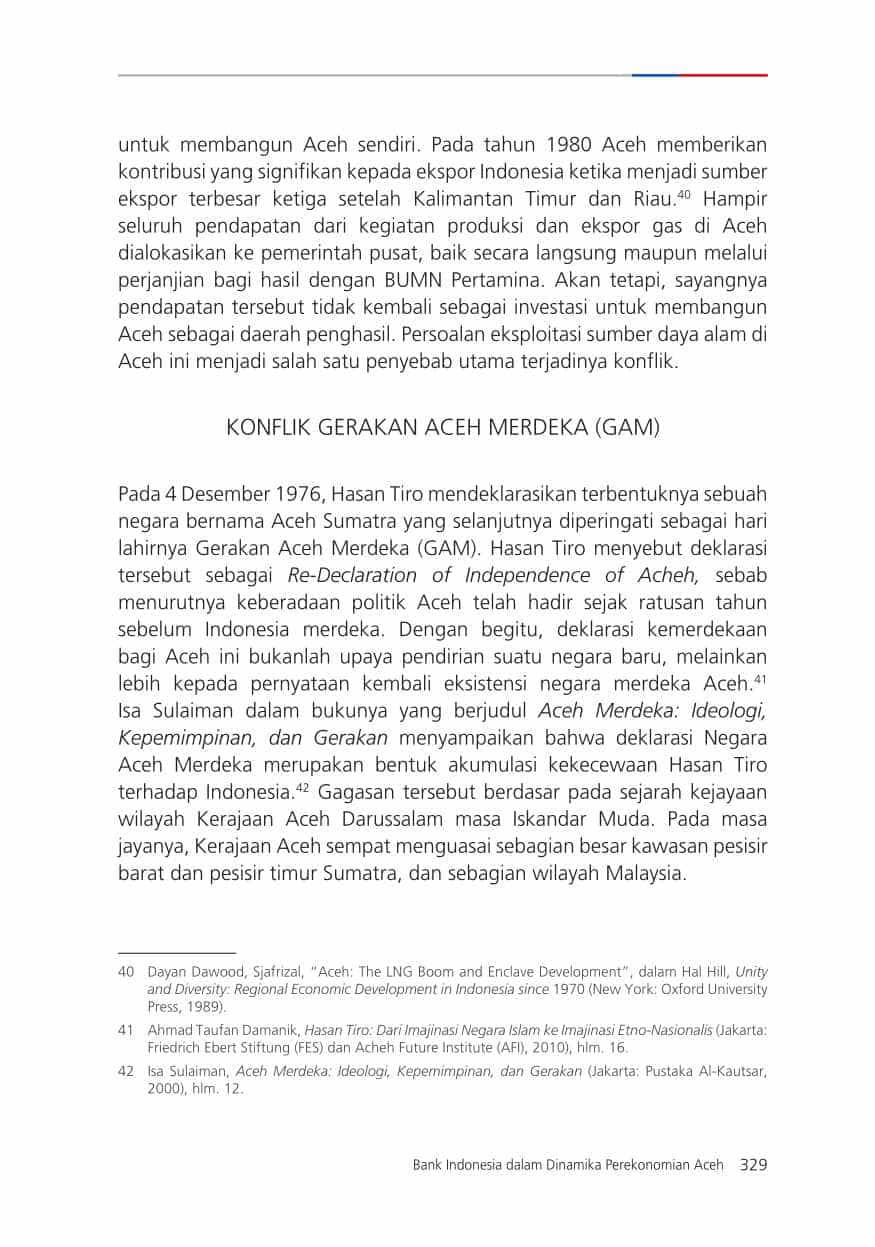 untuk membangun Aceh sendiri. Pada tahun 1980 Aceh memberikan
kontribusi yang signifikan kepada ekspor Indonesia ketika menjadi sumber
ekspor terbesar ketiga setelah Kalimantan Timur dan Riau.40 Hampir
seluruh pendapatan dari kegiatan produksi dan ekspor gas di Aceh
dialokasikan ke pemerintah pusat, baik secara langsung maupun melalui
perjanjian bagi hasil dengan BUMN Pertamina. Akan tetapi, sayangnya
pendapatan tersebut tidak kembali sebagai investasi untuk membangun
Aceh sebagai daerah penghasil. Persoalan eksploitasi sumber daya alam di
Aceh ini menjadi salah satu penyebab utama terjadinya konflik.
KONFLIK GERAKAN ACEH MERDEKA (GAM)
Pada 4 Desember 1976, Hasan Tiro mendeklarasikan terbentuknya sebuah
negara bernama Aceh Sumatra yang selanjutnya diperingati sebagai hari
lahirnya Gerakan Aceh Merdeka (GAM). Hasan Tiro menyebut deklarasi
tersebut sebagai Re-Declaration of Independence of Acheh, sebab
menurutnya keberadaan politik Aceh telah hadir sejak ratusan tahun
sebelum Indonesia merdeka. Dengan begitu, deklarasi kemerdekaan
bagi Aceh ini bukanlah upaya pendirian suatu negara baru, melainkan
lebih kepada pernyataan kembali eksistensi negara merdeka Aceh.41
Isa Sulaiman dalam bukunya yang berjudul Aceh Merdeka: Ideologi,
Kepemimpinan, dan Gerakan menyampaikan bahwa deklarasi Negara
Aceh Merdeka merupakan bentuk akumulasi kekecewaan Hasan Tiro
terhadap Indonesia.42 Gagasan tersebut berdasar pada sejarah kejayaan
wilayah Kerajaan Aceh Darussalam masa Iskandar Muda. Pada masa
jayanya, Kerajaan Aceh sempat menguasai sebagian besar kawasan pesisir
barat dan pesisir timur Sumatra, dan sebagian wilayah Malaysia.
40 Dayan Dawood, Sjafrizal, "Aceh: The LNG Boom and Enclave Development", dalam Hal Hill, Unity
and Diversity: Regional Economic Development in Indonesia since 1970 (New York: Oxford University
Press, 1989).
41 Ahmad Taufan Damanik, Hasan Tiro: Dari Imajinasi Negara Islam ke Imajinasi Etno-Nasionalis (Jakarta:
Friedrich Ebert Stiftung (FES) dan Acheh Future Institute (AFI), 2010), hlm. 16.
42 Isa Sulaiman, Aceh Merdeka: Ideologi, Kepemimpinan, dan Gerakan (Jakarta: Pustaka Al-Kautsar,
2000), hlm. 12.
Bank Indonesia dalam Dinamika Perekonomian Aceh 329